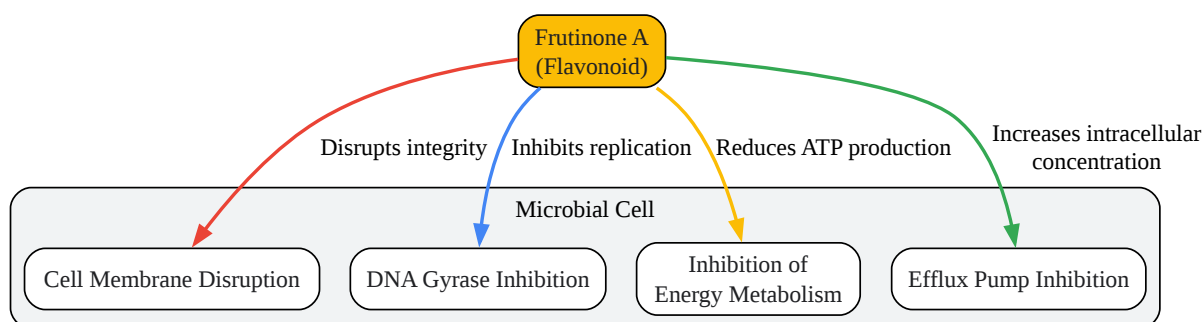 Frutinone A
(Flavonoid)
Disrupts integrity
Inhibits replication
Reduces ATP production
Increases intracellular
concentration
Microbial Cell
Cell Membrane Disruption
DNA Gyrase Inhibition
Inhibition of
Energy Metabolism
Efflux Pump Inhibition